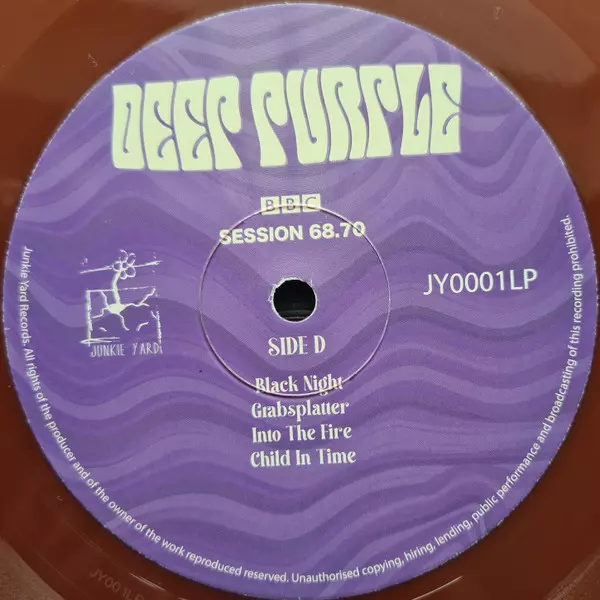 DEEP PURPLE
BBC
SESSION 68.70
JY0001LP
JUNKIE YARD
SIDE D
Black Night
Grabsplatter
Into The Fire
Child In Time
Junkie Yard Records. All rights of the producer and of the owner of the work reproduced reserved. Unauthorised copying, hiring, lending, public performance and broadcasting of this recording prohibited.
JY001LP